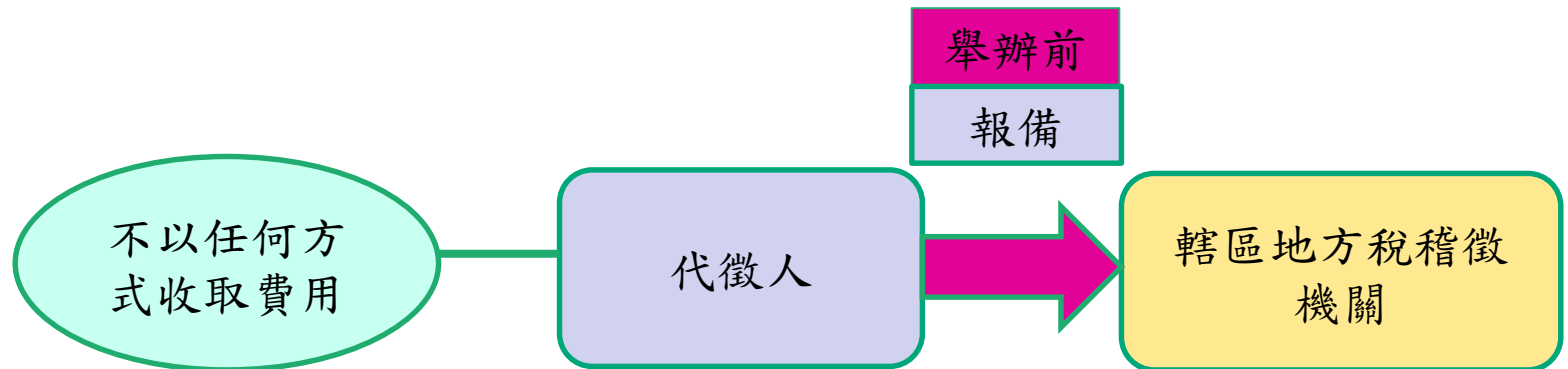 舉辦前
報備
不以任何方
式收取費用
代徵人
轄區地方稅稽徵
機關